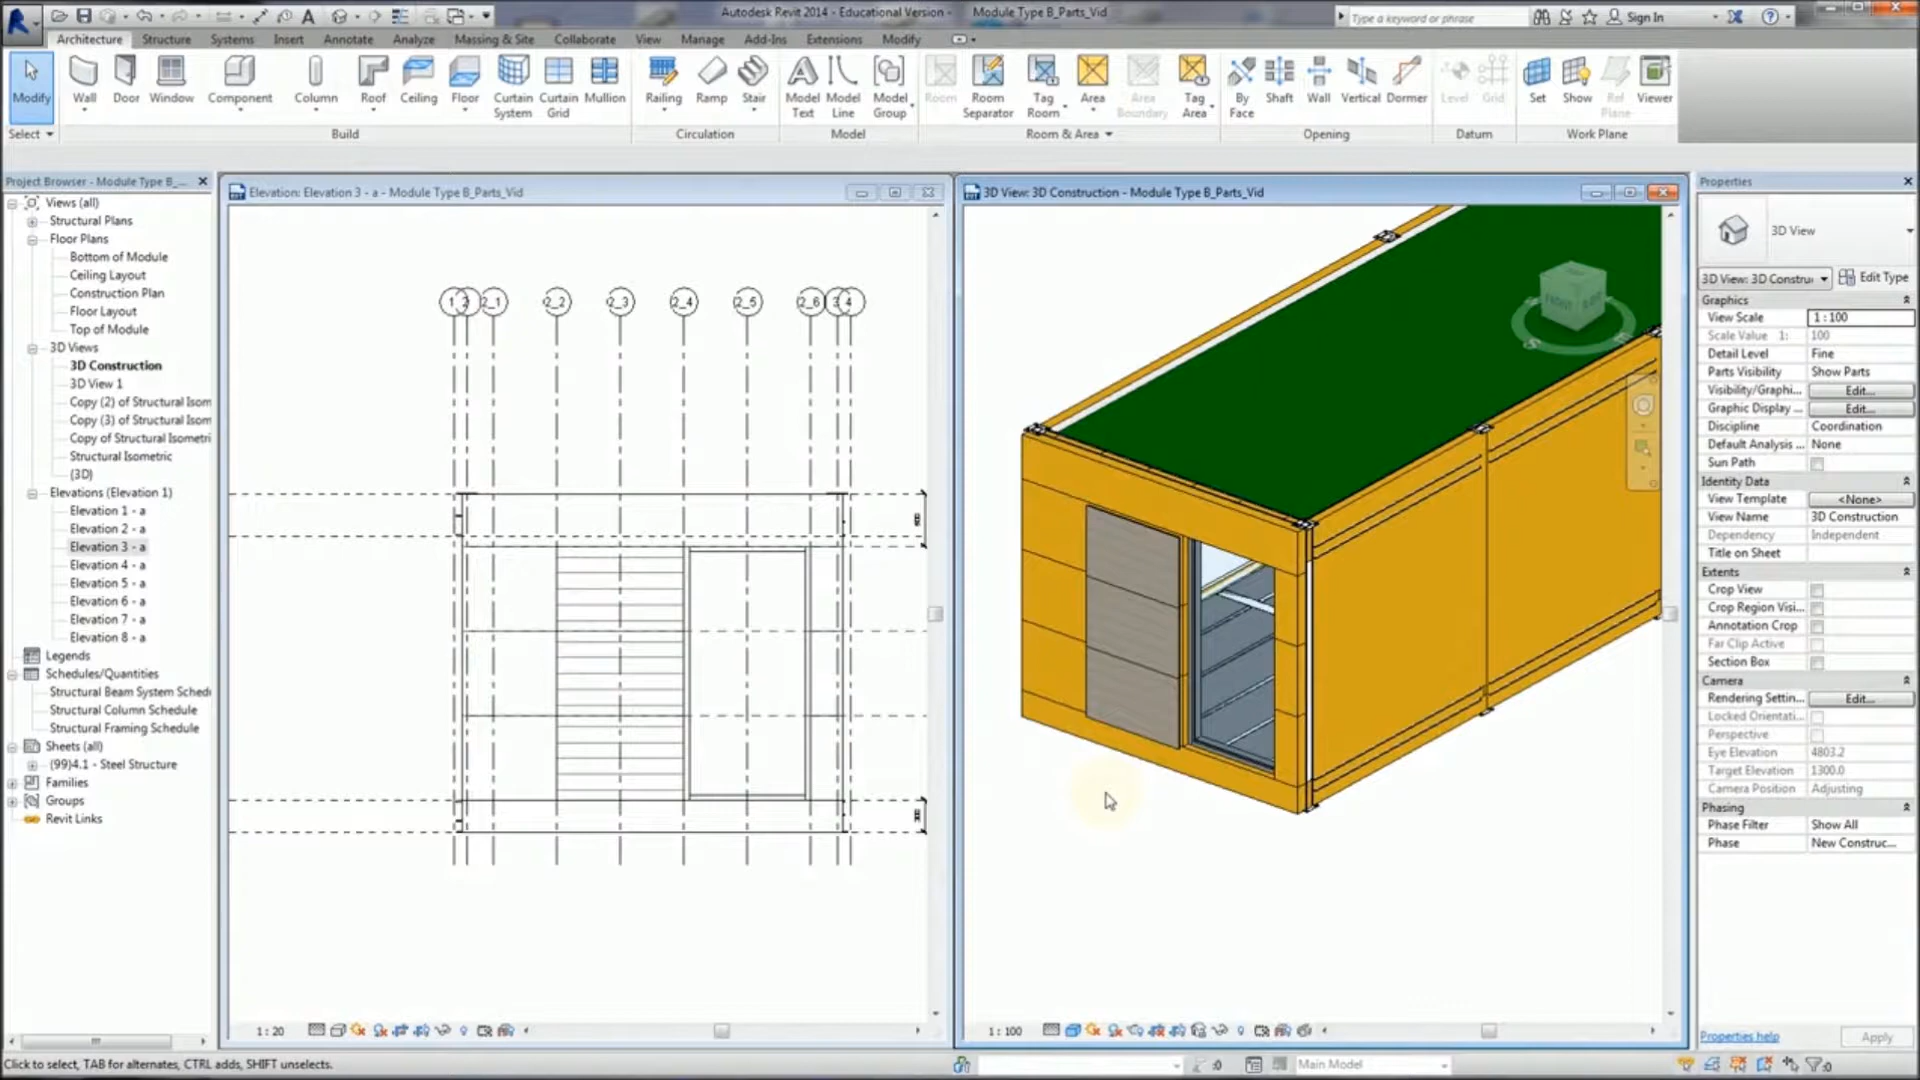 Autodesk Revit 2014 - Educational Version -    Module Type B_Parts_Vid
Type a keyword or phrase
Sign In
Architecture Structure Systems Insert Annotate Analyze Massing & Site Collaborate View Manage Add-Ins Extensions Modify
Modify
Wall Door Window Component Column Roof Ceiling Floor Curtain System Curtain Grid Mullion
Railing Ramp Stair
Model Text Model Line Model Group
Room Room Separator Tag Room Area Area Boundary Tag Area
By Face Shaft Wall Vertical Dormer
Level Grid
Set Show Ref Plane Viewer
Select Build Circulation Model Room & Area Opening Datum Work Plane
Project Browser - Module Type B_...
Views (all)
Structural Plans
Floor Plans
Bottom of Module
Ceiling Layout
Construction Plan
Floor Layout
Top of Module
3D Views
3D Construction
3D View 1
Copy (2) of Structural Isom
Copy (3) of Structural Isom
Copy of Structural Isometri
Structural Isometric
(3D)
Elevations (Elevation 1)
Elevation 1 - a
Elevation 2 - a
Elevation 3 - a
Elevation 4 - a
Elevation 5 - a
Elevation 6 - a
Elevation 7 - a
Elevation 8 - a
Legends
Schedules/Quantities
Structural Beam System Schedu
Structural Column Schedule
Structural Framing Schedule
Sheets (all)
(99)4.1 - Steel Structure
Families
Groups
Revit Links
Elevation: Elevation 3 - a - Module Type B_Parts_Vid
1 2 2_1 2_2 2_3 2_4 2_5 2_6 3 4
1 : 20
3D View: 3D Construction - Module Type B_Parts_Vid
FRONT
1 : 100
Properties
3D View
3D View: 3D Construc
Edit Type
Graphics
View Scale 1 : 100
Scale Value 1: 100
Detail Level Fine
Parts Visibility Show Parts
Visibility/Graphi... Edit...
Graphic Display ... Edit...
Discipline Coordination
Default Analysis ... None
Sun Path
Identity Data
View Template <None>
View Name 3D Construction
Dependency Independent
Title on Sheet
Extents
Crop View
Crop Region Visi...
Annotation Crop
Far Clip Active
Section Box
Camera
Rendering Settin... Edit...
Locked Orientati...
Perspective
Eye Elevation 4803.2
Target Elevation 1300.0
Camera Position Adjusting
Phasing
Phase Filter Show All
Phase New Construc...
Properties help
Apply
Click to select, TAB for alternates, CTRL adds, SHIFT unselects.
:0
Main Model
:0